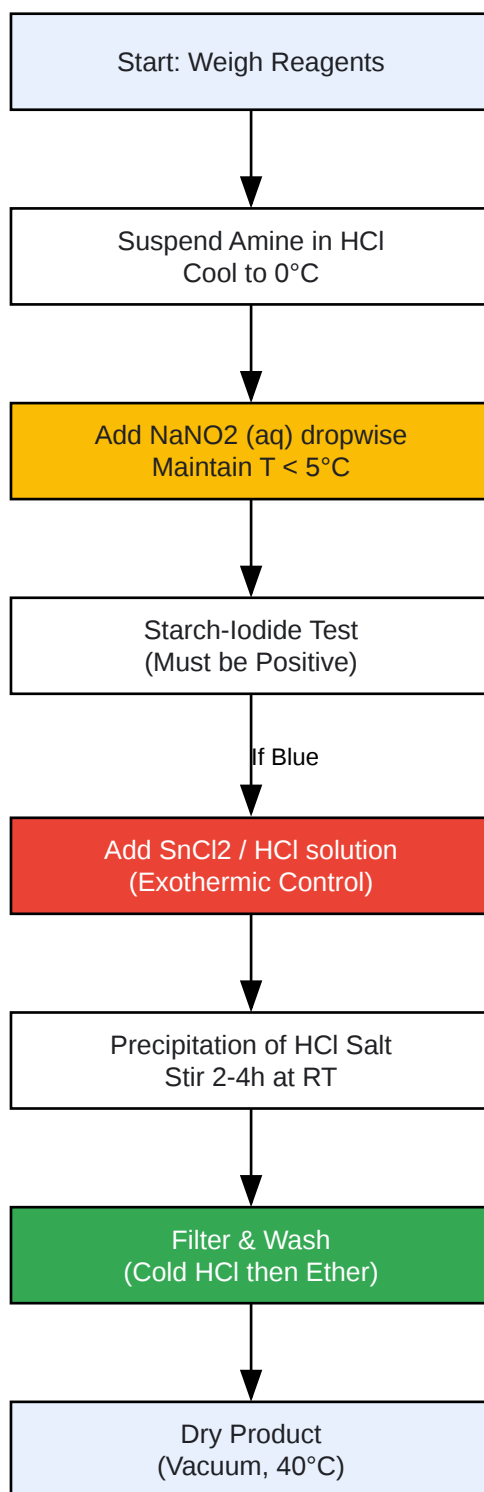 Start: Weigh Reagents
Suspend Amine in HCl
Cool to 0°C
Add NaNO2 (aq) dropwise
Maintain T < 5°C
Starch-Iodide Test
(Must be Positive)
If Blue
Add SnCl2 / HCl solution
(Exothermic Control)
Precipitation of HCl Salt
Stir 2-4h at RT
Filter & Wash
(Cold HCl then Ether)
Dry Product
(Vacuum, 40°C)